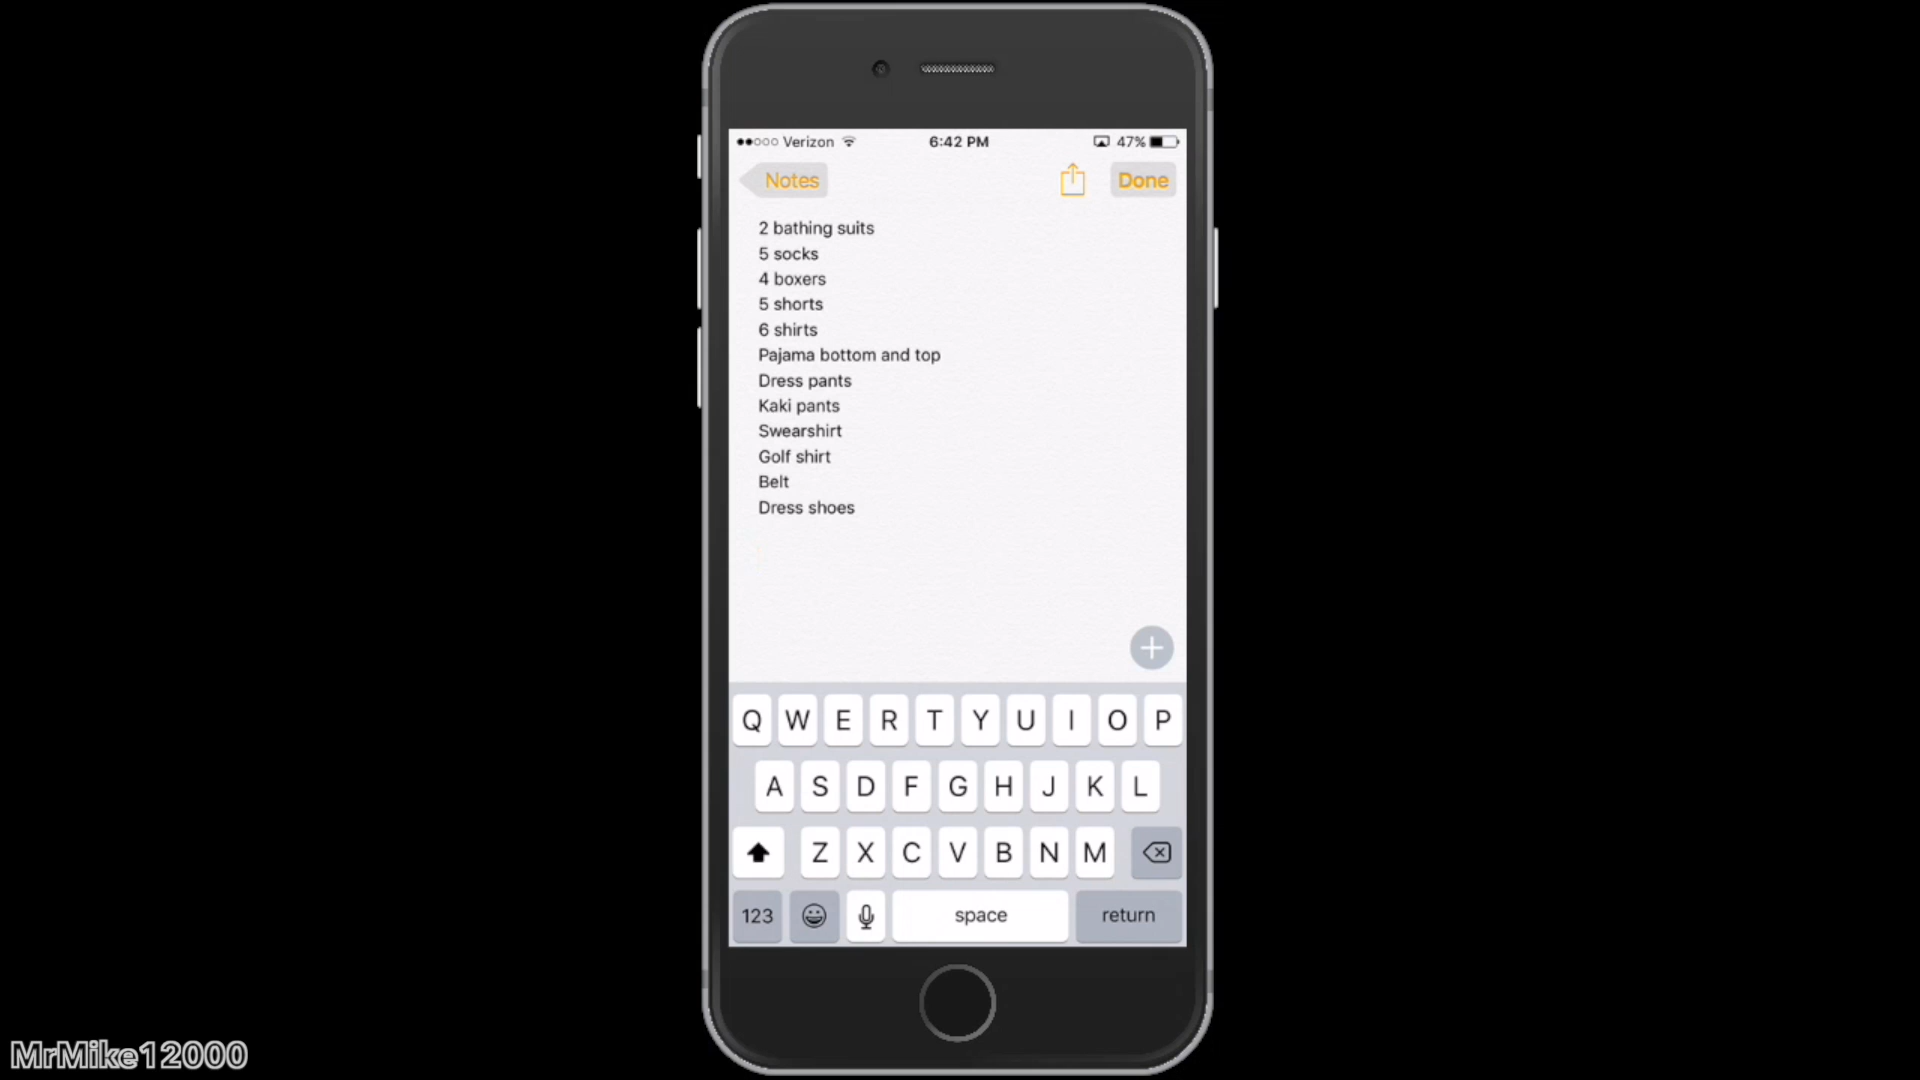 Verizon 6:42 PM 47%
Notes Done
2 bathing suits
5 socks
4 boxers
5 shorts
6 shirts
Pajama bottom and top
Dress pants
Kaki pants
Swearshirt
Golf shirt
Belt
Dress shoes
Q W E R T Y U I O P
A S D F G H J K L
Z X C V B N M
123 space return
MrMike12000